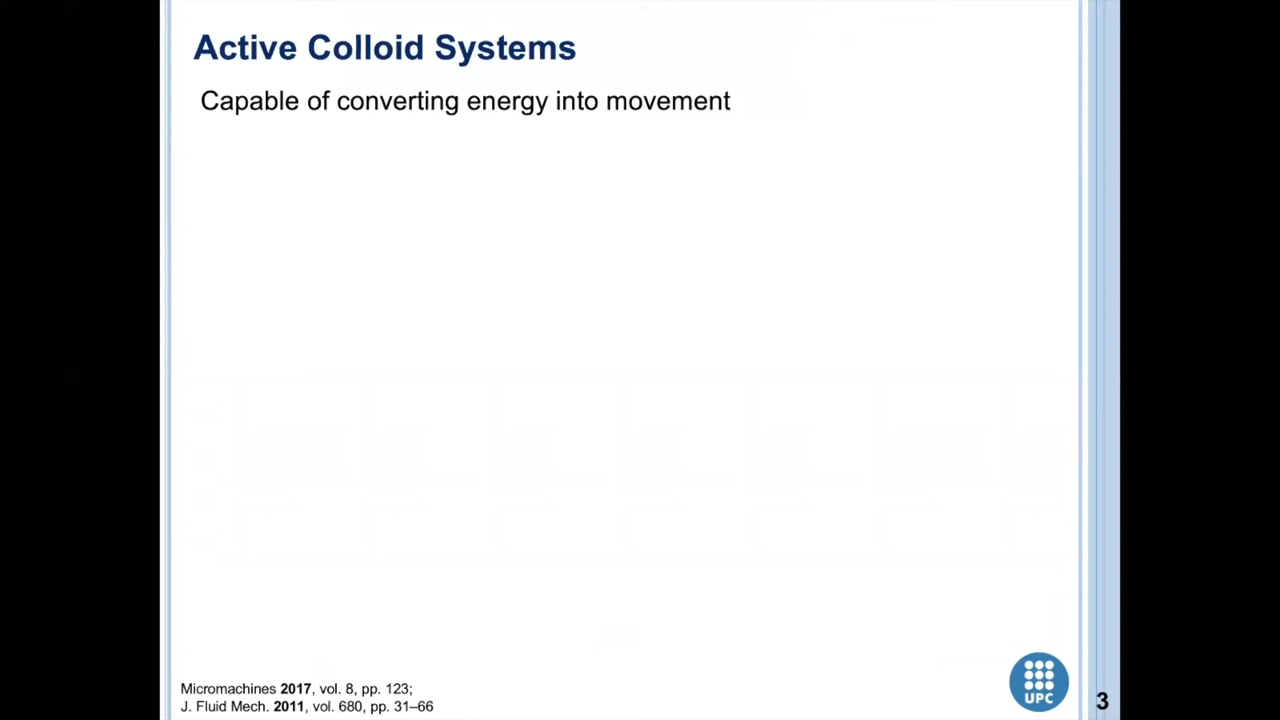 Active Colloid Systems
Capable of converting energy into movement
Micromachines 2017, vol. 8, pp. 123;
J. Fluid Mech. 2011, vol. 680, pp. 31–66
UPC
3